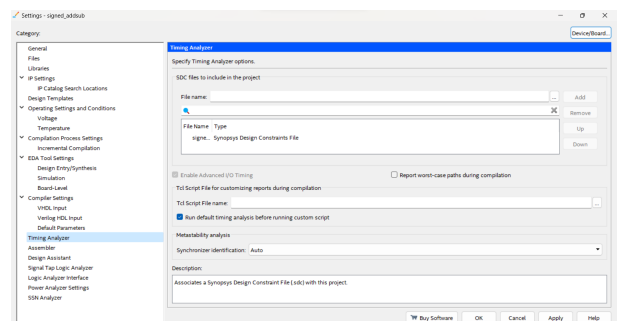 Settings - signed_addsub
Category:
Device/Board...
General
Files
Libraries
IP Settings
IP Catalog Search Locations
Design Templates
Operating Settings and Conditions
Voltage
Temperature
Compilation Process Settings
Incremental Compilation
EDA Tool Settings
Design Entry/Synthesis
Simulation
Board-Level
Compiler Settings
VHDL Input
Verilog HDL Input
Default Parameters
Timing Analyzer
Assembler
Design Assistant
Signal Tap Logic Analyzer
Logic Analyzer Interface
Power Analyzer Settings
SSN Analyzer
Timing Analyzer
Specify Timing Analyzer options.
SDC files to include in the project
File name: ... Add
Remove
File Name Type Up
signe... Synopsys Design Constraints File
Down
Enable Advanced I/O Timing Report worst-case paths during compilation
Tcl Script File for customizing reports during compilation
Tcl Script File name: ...
Run default timing analysis before running custom script
Metastability analysis
Synchronizer identification: Auto
Description:
Associates a Synopsys Design Constraint File (.sdc) with this project.
Buy Software OK Cancel Apply Help